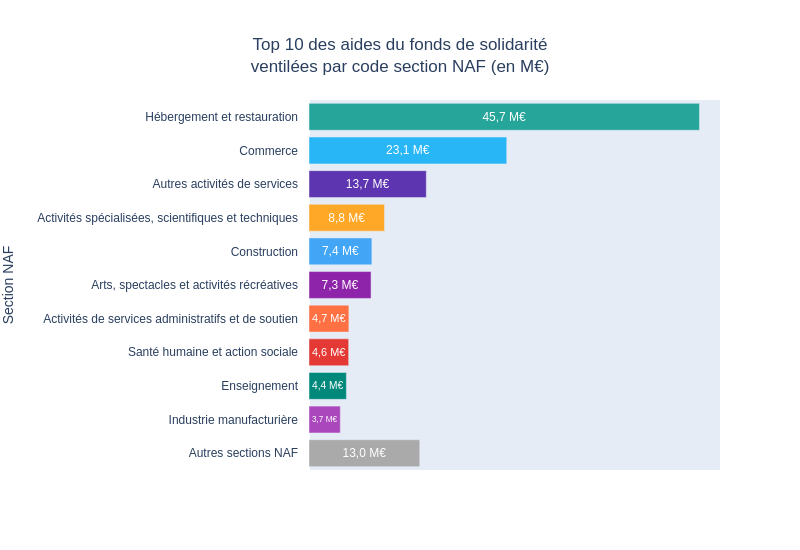 Top 10 des aides du fonds de solidarité
ventilées par code section NAF (en M€)
Section NAF
Hébergement et restauration 45,7 M€
Commerce 23,1 M€
Autres activités de services 13,7 M€
Activités spécialisées, scientifiques et techniques 8,8 M€
Construction 7,4 M€
Arts, spectacles et activités récréatives 7,3 M€
Activités de services administratifs et de soutien 4,7 M€
Santé humaine et action sociale 4,6 M€
Enseignement 4,4 M€
Industrie manufacturière 3,7 M€
Autres sections NAF 13,0 M€